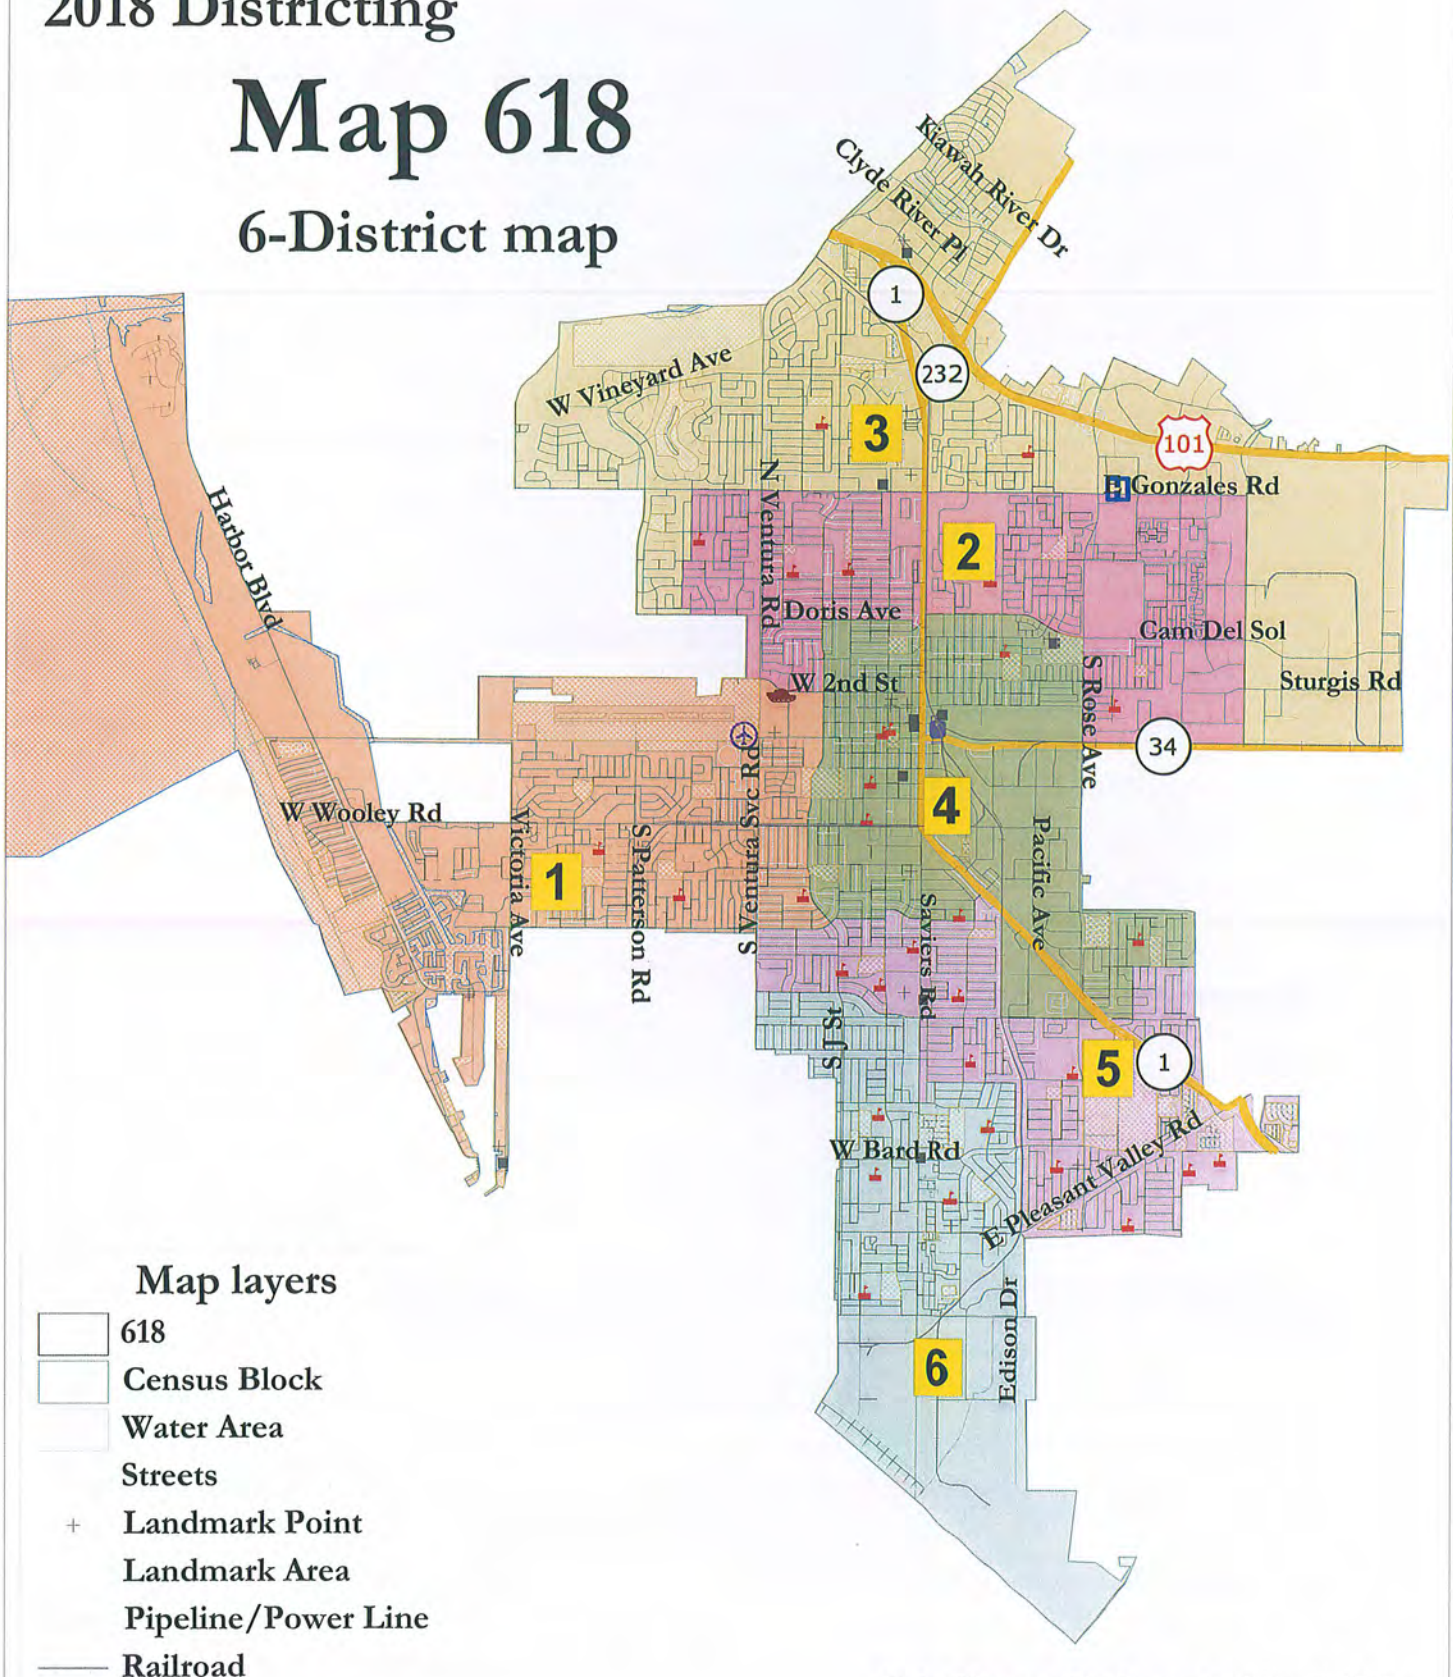 2018 Districting
Map 618
6-District map
Kiawah River Dr
Clyde River Pl
1
232
W Vineyard Ave
3
101
N Ventura Rd
E Gonzales Rd
Harbor Blvd
2
Doris Ave
Cam Del Sol
W 2nd St
S Rose Ave
Sturgis Rd
34
S Ventura Svc Rd
W Wooley Rd
Victoria Ave
S Patterson Rd
4
Pacific Ave
1
Saviers Rd
S J St
5
1
W Bard Rd
E Pleasant Valley Rd
Edison Dr
6
Map layers
618
Census Block
Water Area
Streets
Landmark Point
Landmark Area
Pipeline/Power Line
Railroad